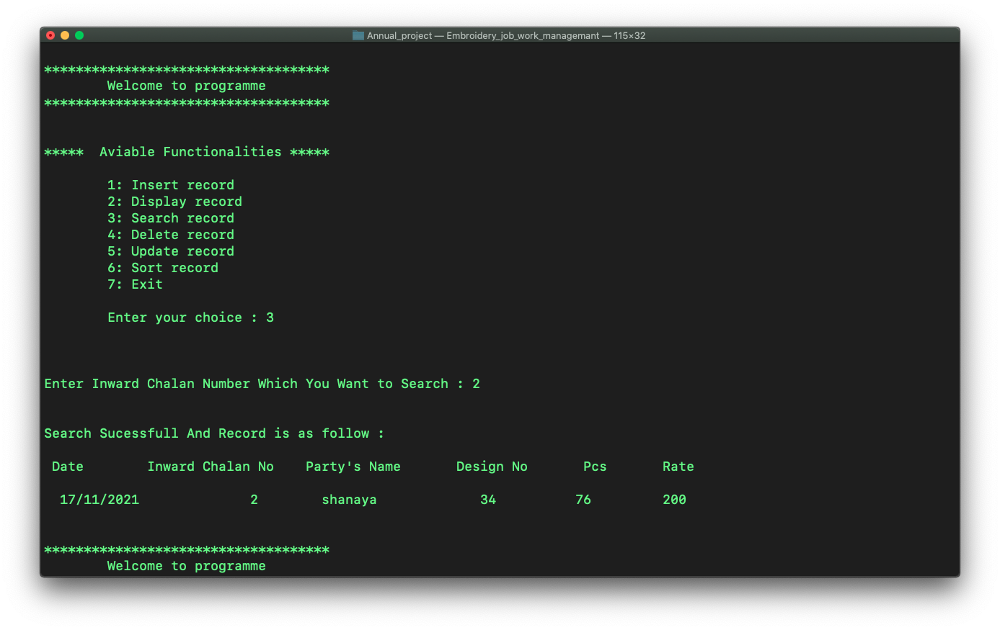 Annual_project — Embroidery_job_work_managemant — 115×32
************************************
Welcome to programme
************************************
***** Aviable Functionalities *****
1: Insert record
2: Display record
3: Search record
4: Delete record
5: Update record
6: Sort record
7: Exit
Enter your choice : 3
Enter Inward Chalan Number Which You Want to Search : 2
Search Sucessfull And Record is as follow :
Date Inward Chalan No Party's Name Design No Pcs Rate
17/11/2021 2 shanaya 34 76 200
************************************
Welcome to programme